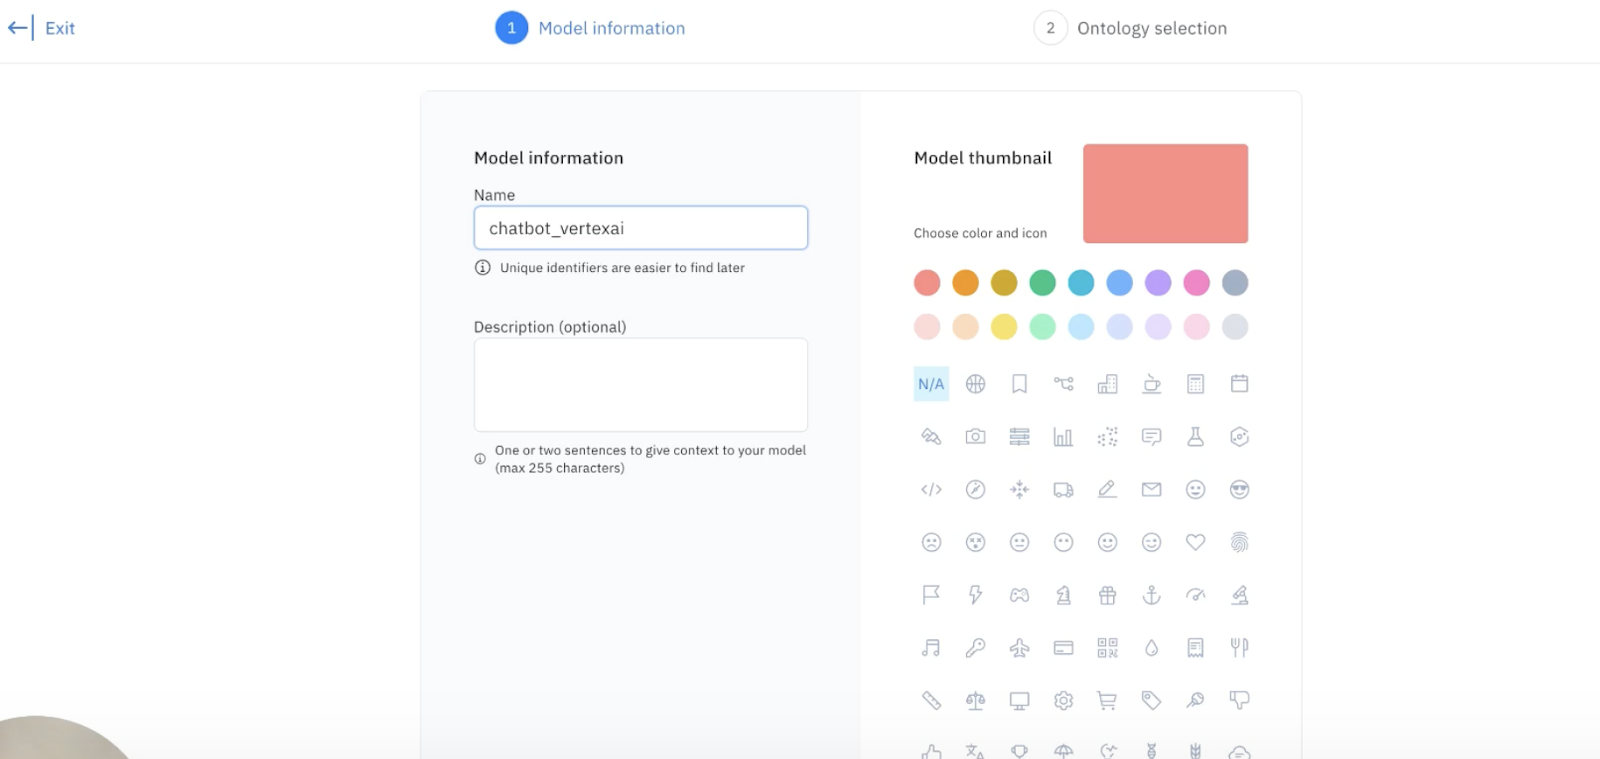 Exit
1 Model information
2 Ontology selection
Model information
Name
chatbot_vertexai
Unique identifiers are easier to find later
Description (optional)
One or two sentences to give context to your model
(max 255 characters)
Model thumbnail
Choose color and icon
N/A